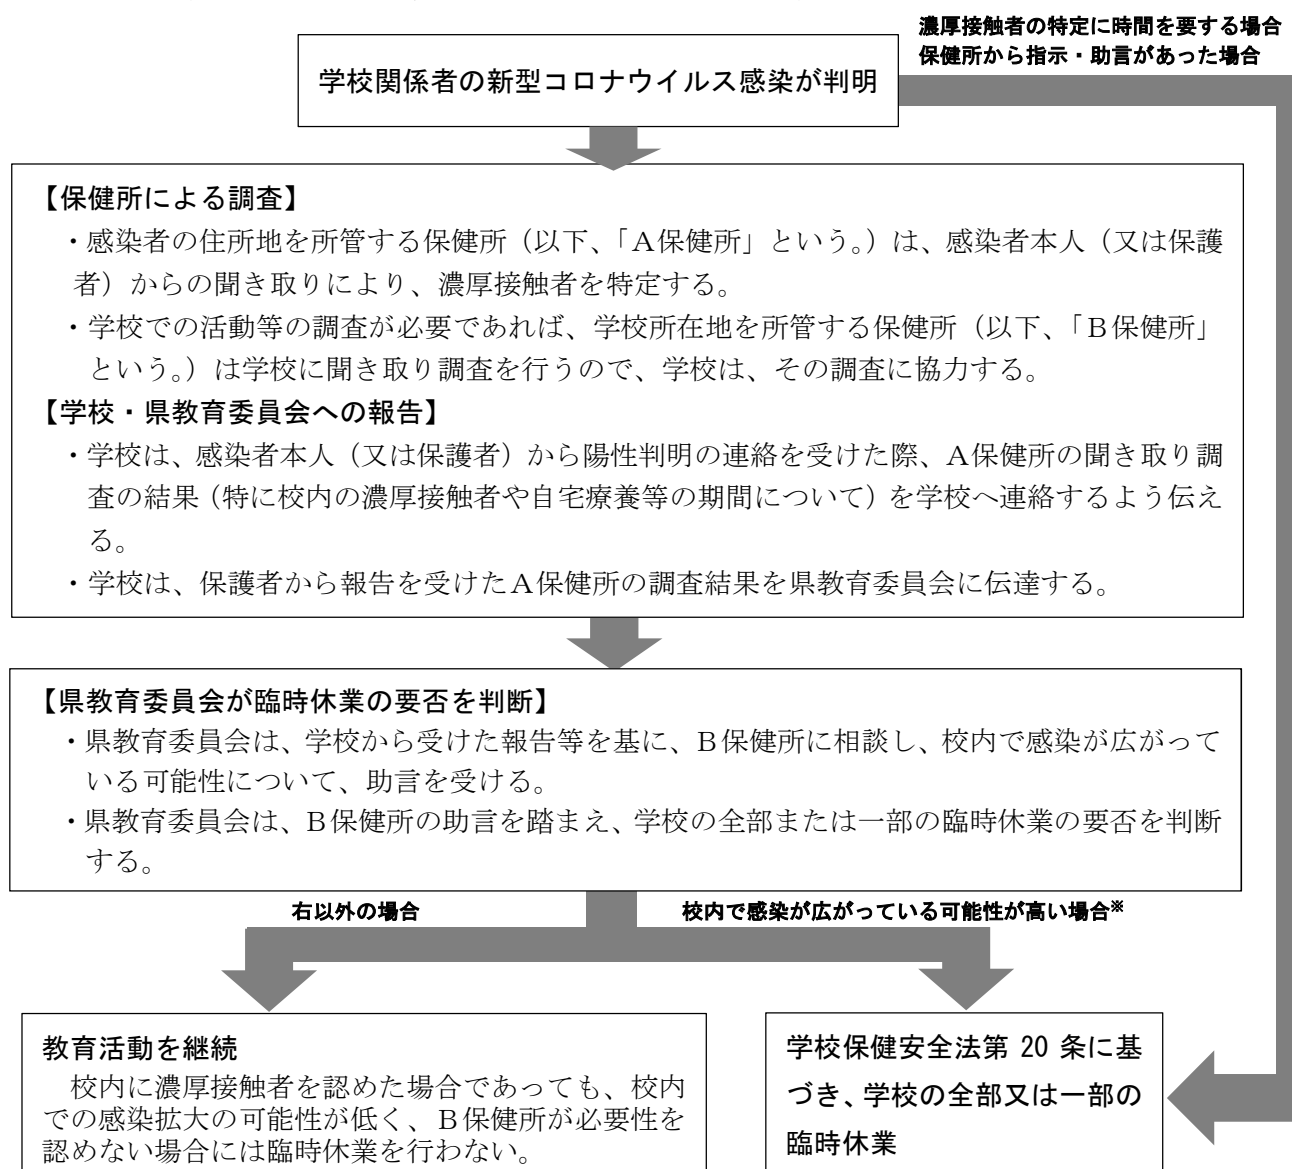 濃厚接触者の特定に時間を要する場合
保健所から指示・助言があった場合
学校関係者の新型コロナウイルス感染が判明
【保健所による調査】
・感染者の住所地を所管する保健所（以下、「Ａ保健所」という。）は、感染者本人（又は保護
者）からの聞き取りにより、濃厚接触者を特定する。
・学校での活動等の調査が必要であれば、学校所在地を所管する保健所（以下、「Ｂ保健所」
という。）は学校に聞き取り調査を行うので、学校は、その調査に協力する。
【学校・県教育委員会への報告】
・学校は、感染者本人（又は保護者）から陽性判明の連絡を受けた際、Ａ保健所の聞き取り調
査の結果（特に校内の濃厚接触者や自宅療養等の期間について）を学校へ連絡するよう伝え
る。
・学校は、保護者から報告を受けたＡ保健所の調査結果を県教育委員会に伝達する。
【県教育委員会が臨時休業の要否を判断】
・県教育委員会は、学校から受けた報告等を基に、Ｂ保健所に相談し、校内で感染が広がって
いる可能性について、助言を受ける。
・県教育委員会は、Ｂ保健所の助言を踏まえ、学校の全部または一部の臨時休業の要否を判断
する。
右以外の場合
校内で感染が広がっている可能性が高い場合※
教育活動を継続
校内に濃厚接触者を認めた場合であっても、校内
での感染拡大の可能性が低く、Ｂ保健所が必要性を
認めない場合には臨時休業を行わない。
学校保健安全法第 20 条に基
づき、学校の全部又は一部の
臨時休業